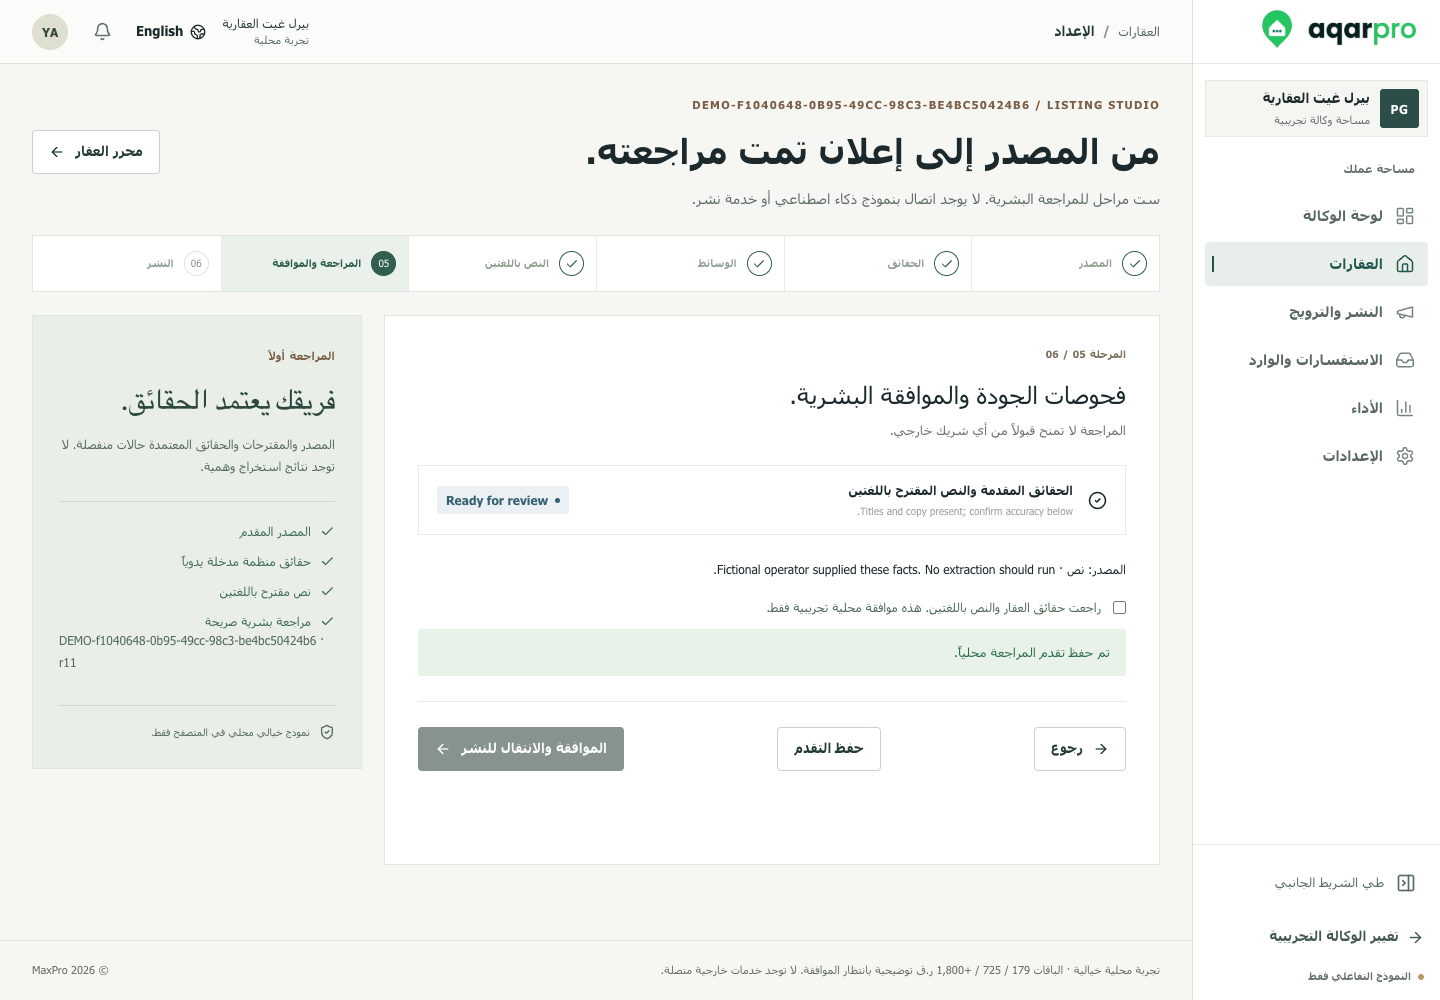 aqarpro
بيرل غيت العقارية
مساحة وكالة تجريبية
PG
مساحة عملك
لوحة الوكالة
العقارات
النشر والترويج
الاستفسارات والوارد
الأداء
الإعدادات
طي الشريط الجانبي
تغيير الوكالة التجريبية
النموذج التفاعلي فقط
العقارات / الإعداد
بيرل غيت العقارية
تجربة محلية
English
YA
DEMO-F1040648-0B95-49CC-98C3-BE4BC50424B6 / LISTING STUDIO
من المصدر إلى إعلان تمت مراجعته.
ست مراحل للمراجعة البشرية. لا يوجد اتصال بنموذج ذكاء اصطناعي أو خدمة نشر.
محرر العقار
المصدر
الحقائق
الوسائط
النص باللغتين
05 المراجعة والموافقة
06 النشر
المرحلة 05 / 06
فحوصات الجودة والموافقة البشرية.
المراجعة لا تمنح قبولاً من أي شريك خارجي.
الحقائق المقدمة والنص المقترح باللغتين
Titles and copy present; confirm accuracy below.
Ready for review
المصدر: نص · Fictional operator supplied these facts. No extraction should run.
راجعت حقائق العقار والنص باللغتين. هذه موافقة محلية تجريبية فقط.
تم حفظ تقدم المراجعة محلياً.
رجوع
حفظ التقدم
الموافقة والانتقال للنشر
المراجعة أولاً
فريقك يعتمد الحقائق.
المصدر والمقترحات والحقائق المعتمدة حالات منفصلة. لا
توجد نتائج استخراج وهمية.
المصدر المقدم
حقائق منظمة مدخلة يدوياً
نص مقترح باللغتين
مراجعة بشرية صريحة
DEMO-f1040648-0b95-49cc-98c3-be4bc50424b6 ·
r11
نموذج خيالي محلي في المتصفح فقط.
تجربة محلية خيالية · الباقات 179 / 725 / +1,800 ر.ق توضيحية بانتظار الموافقة. لا توجد خدمات خارجية متصلة.
MaxPro 2026 ©